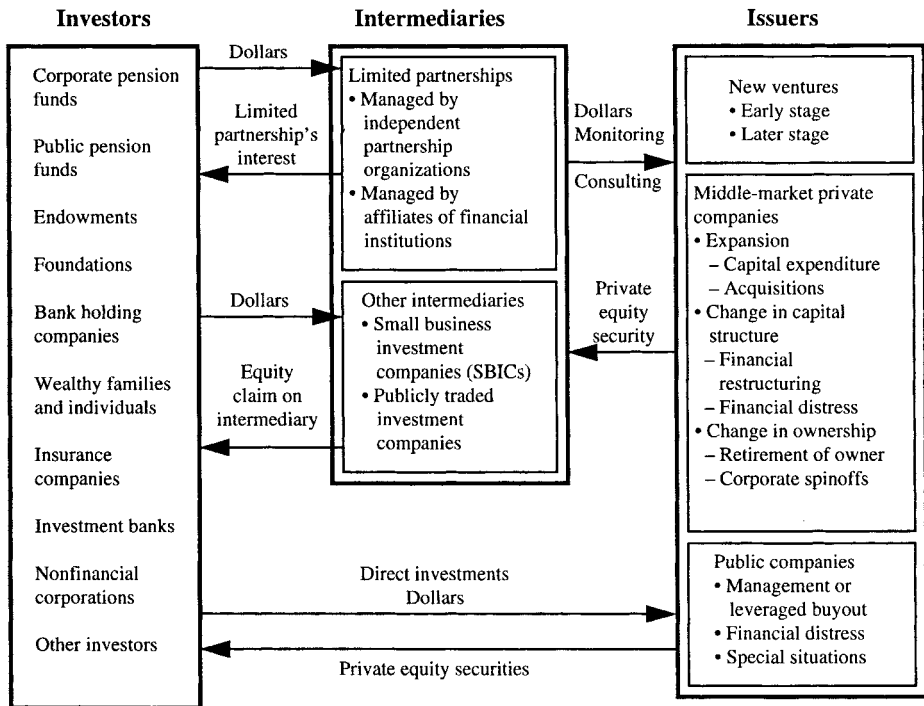 Investors
Intermediaries
Issuers
Corporate pension
funds
Public pension
funds
Endowments
Foundations
Bank holding
companies
Wealthy families
and individuals
Insurance
companies
Investment banks
Nonfinancial
corporations
Other investors
Dollars
Limited
partnership's
interest
Dollars
Equity
claim on
intermediary
Limited partnerships
• Managed by
independent
partnership
organizations
• Managed by
affiliates of financial
institutions
Other intermediaries
• Small business
investment
companies (SBICs)
• Publicly traded
investment
companies
Dollars
Monitoring
Consulting
Private
equity
security
New ventures
• Early stage
• Later stage
Middle-market private
companies
• Expansion
– Capital expenditure
– Acquisitions
• Change in capital
structure
– Financial
restructuring
– Financial distress
• Change in ownership
– Retirement of owner
– Corporate spinoffs
Public companies
• Management or
leveraged buyout
• Financial distress
• Special situations
Direct investments
Dollars
Private equity securities